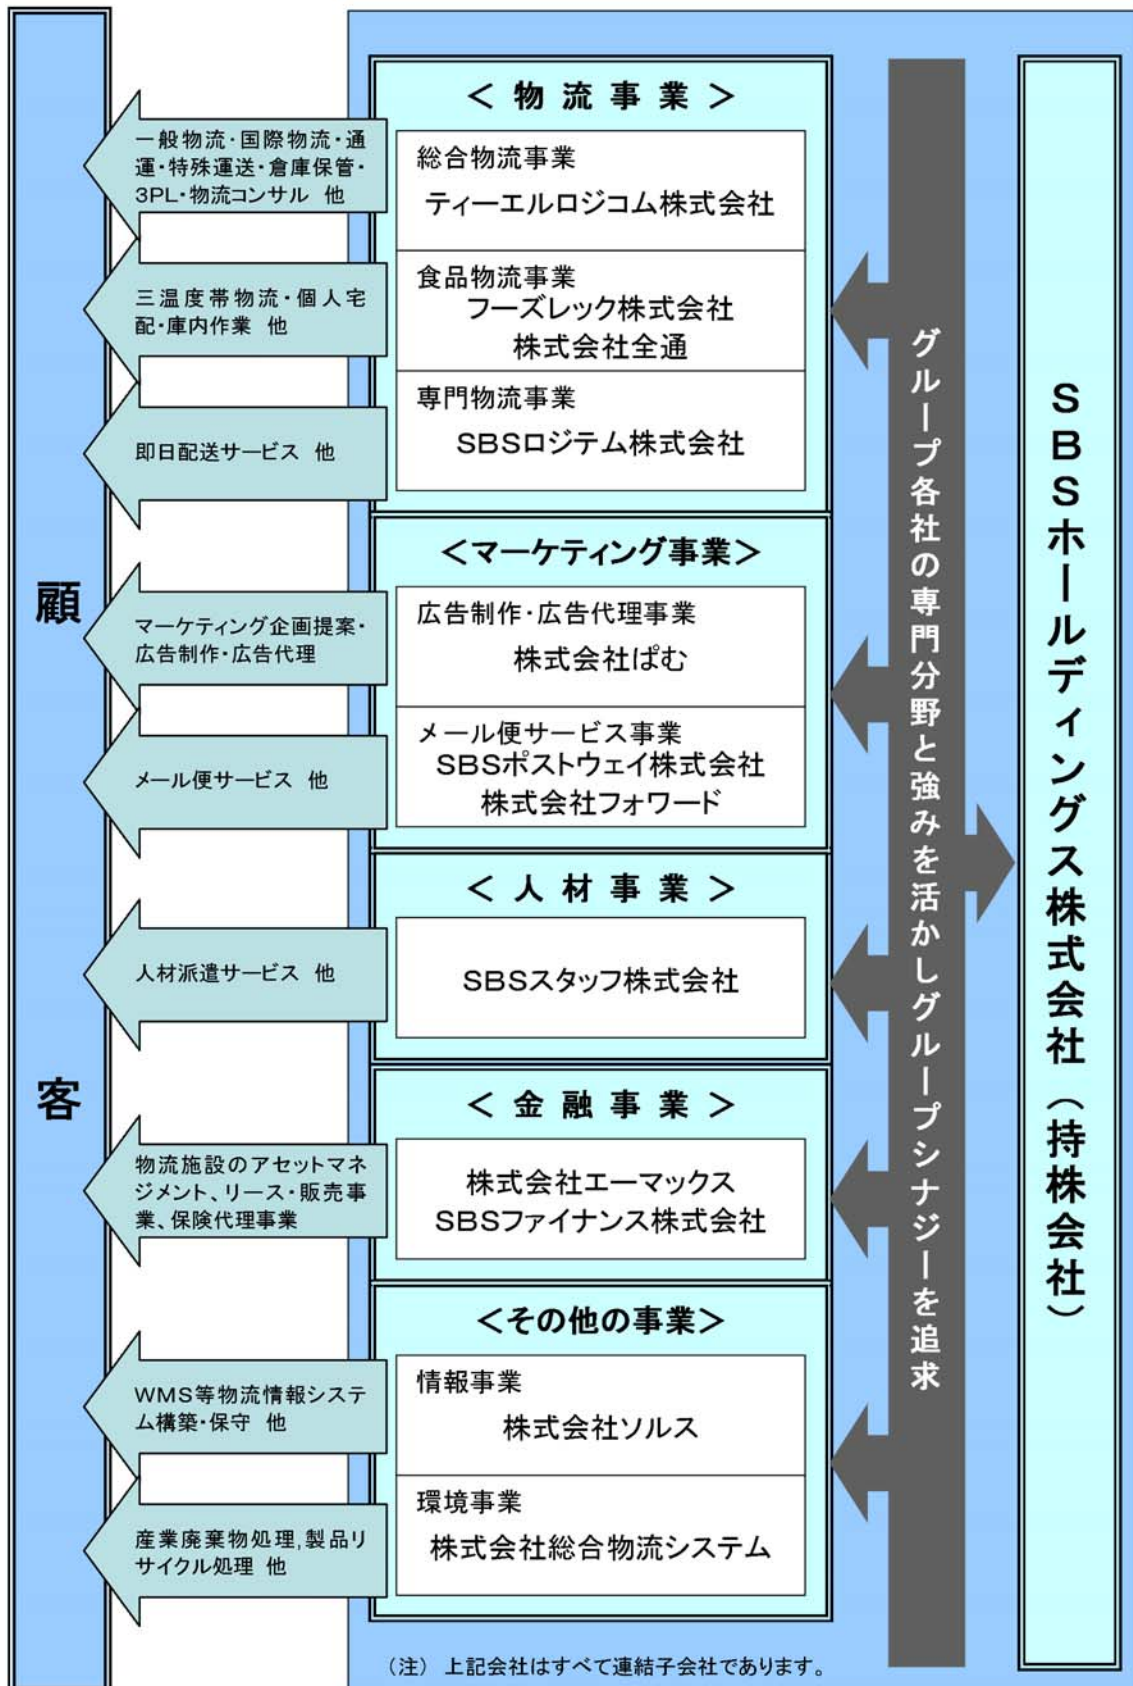 顧客
一般物流・国際物流・通
運・特殊運送・倉庫保管・
3PL・物流コンサル 他
三温度帯物流・個人宅
配・庫内作業 他
即日配送サービス 他
マーケティング企画提案・
広告制作・広告代理
メール便サービス 他
人材派遣サービス 他
物流施設のアセットマネ
ジメント、リース・販売事
業、保険代理事業
WMS等物流情報システ
ム構築・保守 他
産業廃棄物処理,製品リ
サイクル処理 他
＜物流事業＞
総合物流事業
ティーエルロジコム株式会社
食品物流事業
フーズレック株式会社
株式会社全通
専門物流事業
SBSロジテム株式会社
＜マーケティング事業＞
広告制作・広告代理事業
株式会社ぱむ
メール便サービス事業
SBSポストウェイ株式会社
株式会社フォワード
＜人材事業＞
SBSスタッフ株式会社
＜金融事業＞
株式会社エーマックス
SBSファイナンス株式会社
＜その他の事業＞
情報事業
株式会社ソルス
環境事業
株式会社総合物流システム
（注） 上記会社はすべて連結子会社であります。
グループ各社の専門分野と強みを活かしグループシナジーを追求
SBSホールディングス株式会社（持株会社）